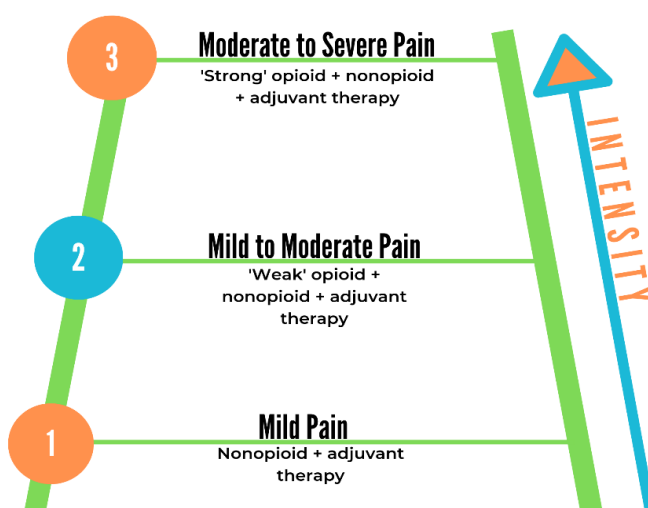 3
Moderate to Severe Pain
'Strong' opioid + nonopioid
+ adjuvant therapy
INTENSITY
2
Mild to Moderate Pain
'Weak' opioid +
nonopioid + adjuvant
therapy
1
Mild Pain
Nonopioid + adjuvant
therapy